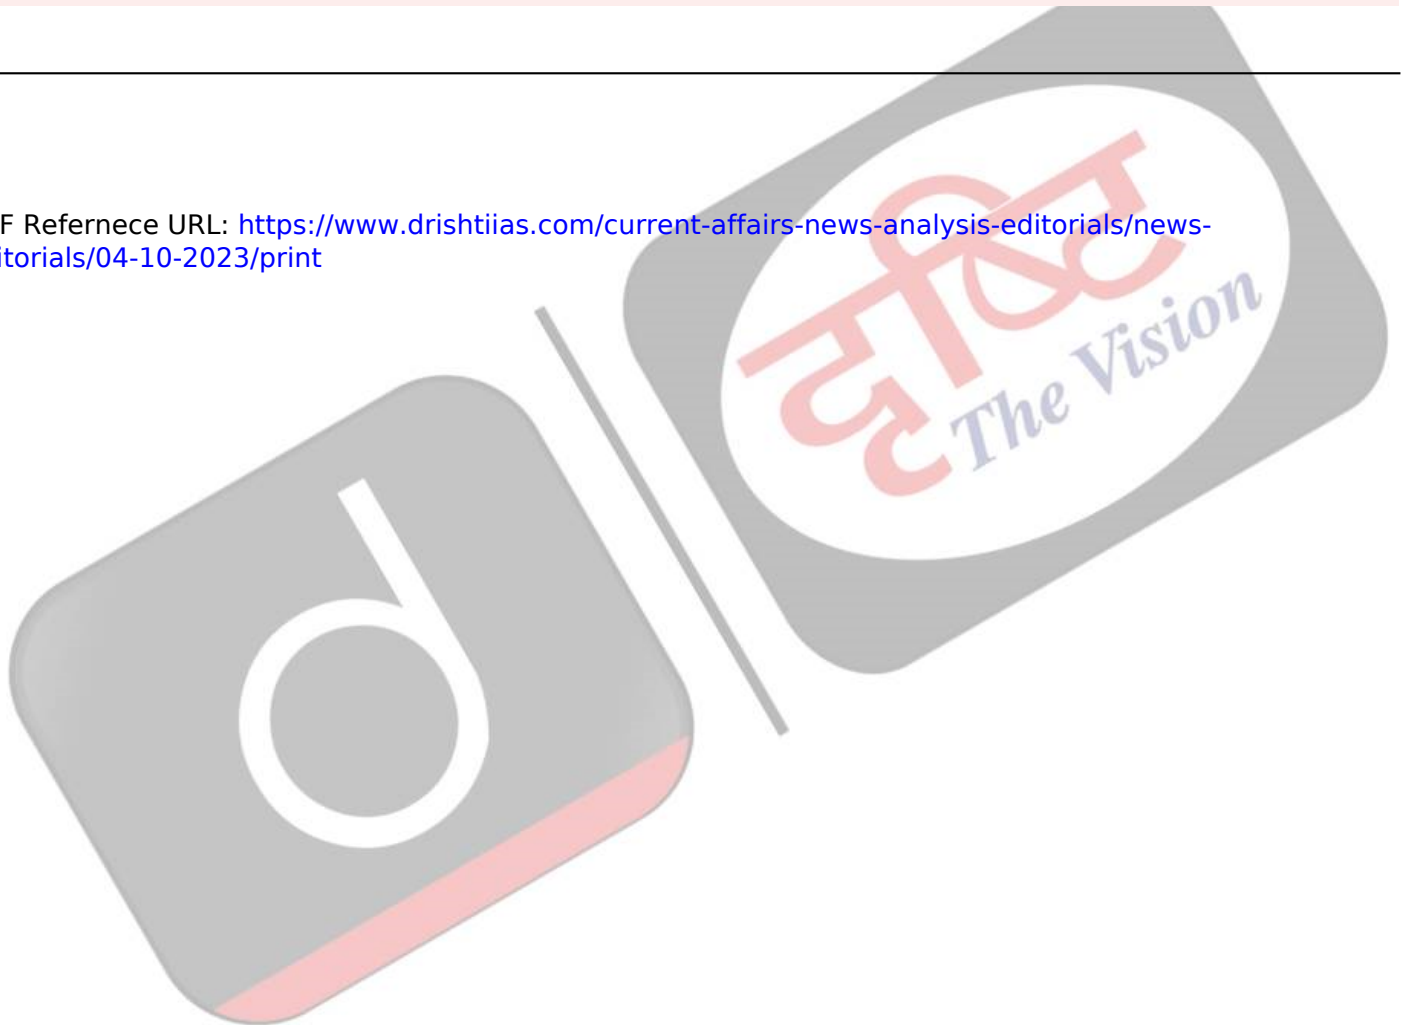 F Refernece URL: https://www.drishtiias.com/current-affairs-news-analysis-editorials/news-
itorials/04-10-2023/print
दृष्टि
The Vision
d